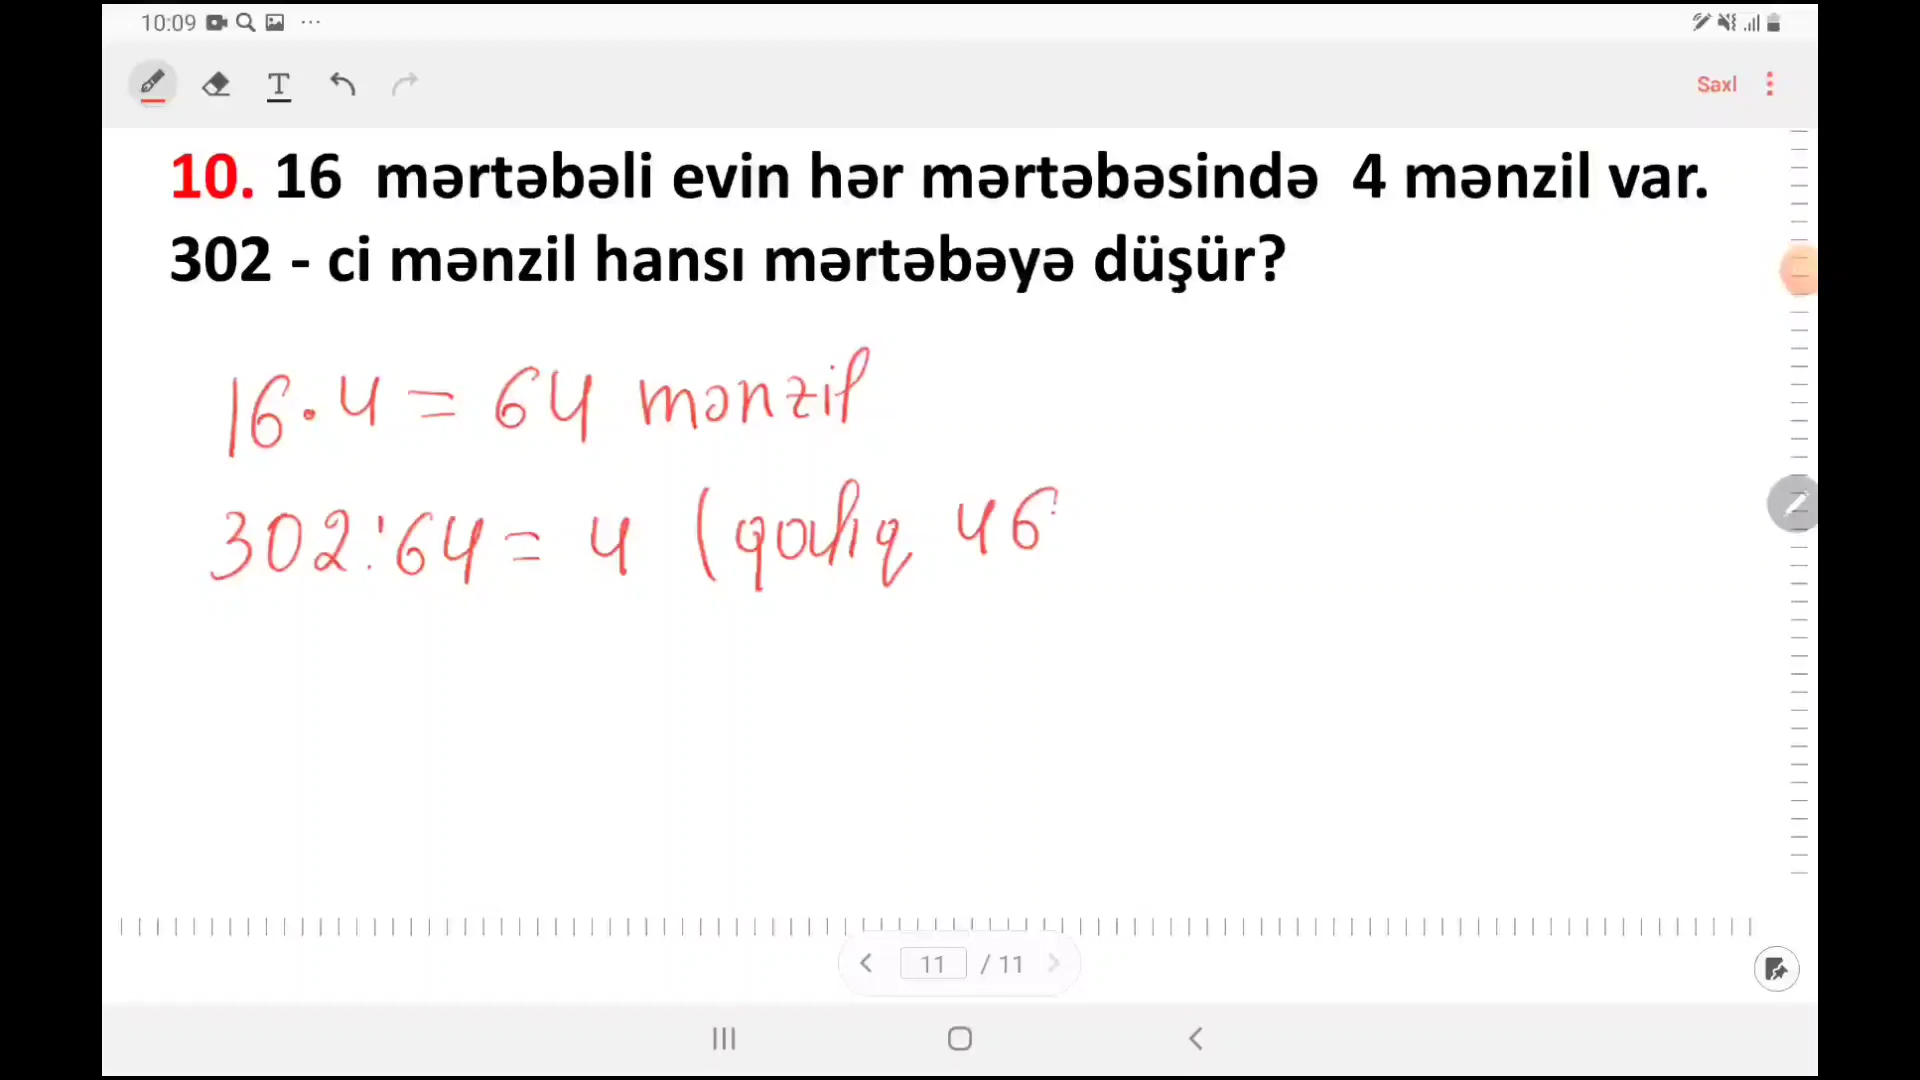 10:09
Saxl
10. 16 mərtəbəli evin hər mərtəbəsində 4 mənzil var.
302 - ci mənzil hansı mərtəbəyə düşür?
16 · 4 = 64 mənzil
302:64 = 4 (qalıq 46
11 / 11